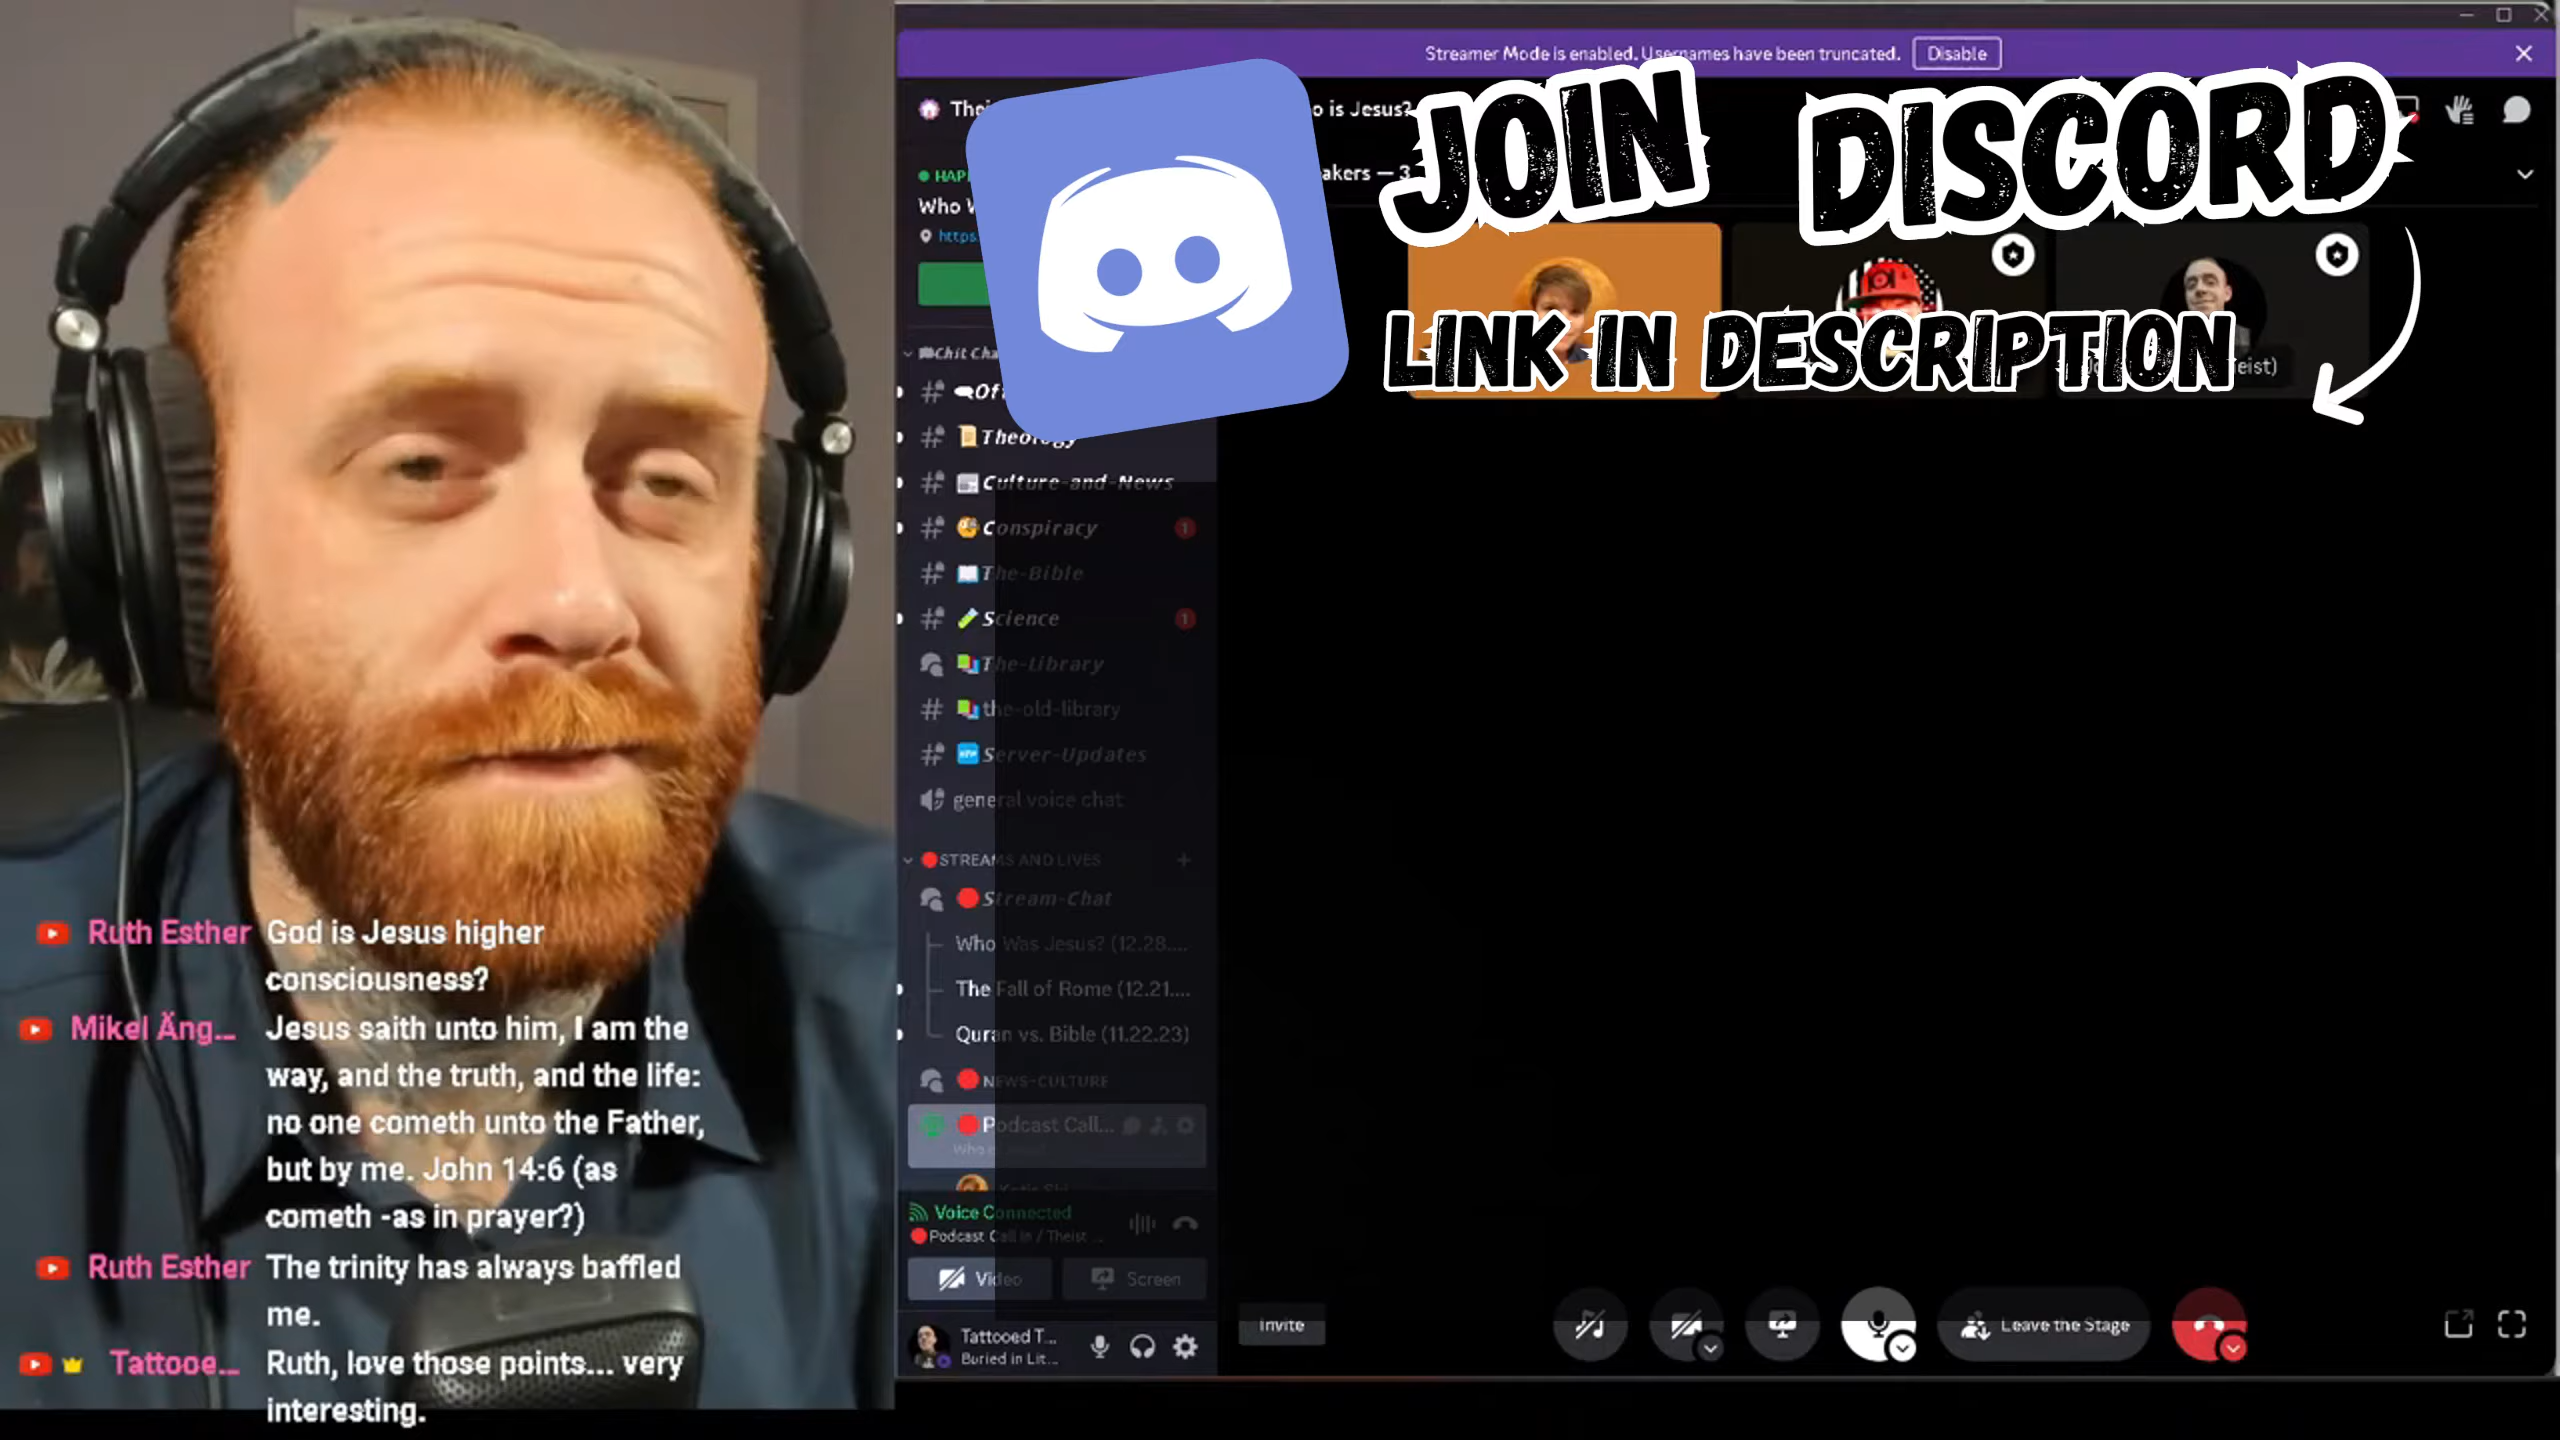 Streamer Mode is enabled. Usernames have been truncated. Disable
is Jesus?
JOIN DISCORD
LINK IN DESCRIPTION
Who
https:
Theology
Culture-and-News
Conspiracy 1
The-Bible
Science 1
The-Library
the-old-library
Server-Updates
general voice chat
STREAMS AND LIVES
Stream-Chat
Who Was Jesus? (12.28....
The Fall of Rome (12.21....
Quran vs. Bible (11.22.23)
NEWS-CULTURE
Podcast Call...
Voice Connected
Podcast Call In / Theist ...
Video Screen
Tattooed T...
Buried in Lit...
Invite
Leave the Stage
Ruth Esther God is Jesus higher
consciousness?
Mikel Äng... Jesus saith unto him, I am the
way, and the truth, and the life:
no one cometh unto the Father,
but by me. John 14:6 (as
cometh -as in prayer?)
Ruth Esther The trinity has always baffled
me.
Tattooe... Ruth, love those points... very
interesting.